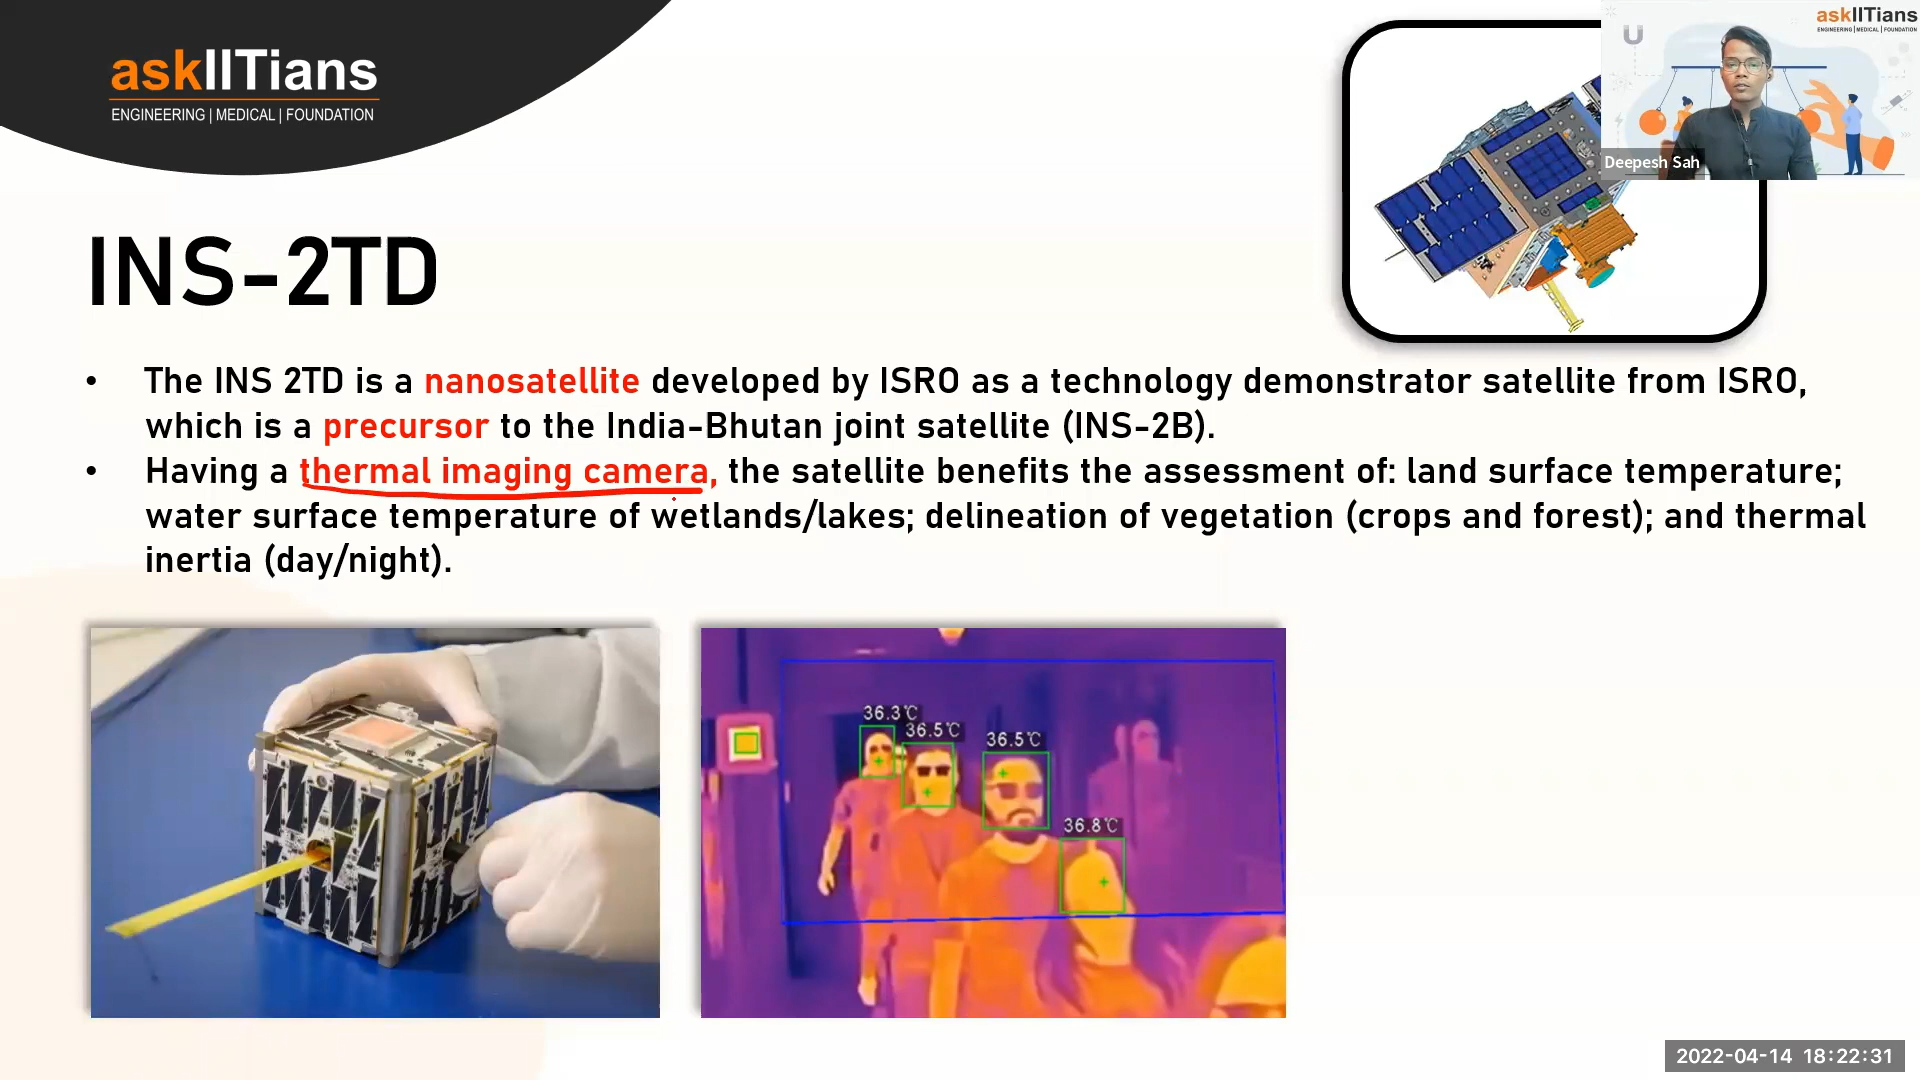 askIITians
ENGINEERING | MEDICAL | FOUNDATION
askIITians
ENGINEERING | MEDICAL | FOUNDATION
U
Deepesh Sah
INS-2TD
• The INS 2TD is a nanosatellite developed by ISRO as a technology demonstrator satellite from ISRO,
which is a precursor to the India-Bhutan joint satellite (INS-2B).
• Having a thermal imaging camera, the satellite benefits the assessment of: land surface temperature;
water surface temperature of wetlands/lakes; delineation of vegetation (crops and forest); and thermal
inertia (day/night).
36.3℃
36.5℃
36.5℃
36.8℃
2022-04-14 18:22:31